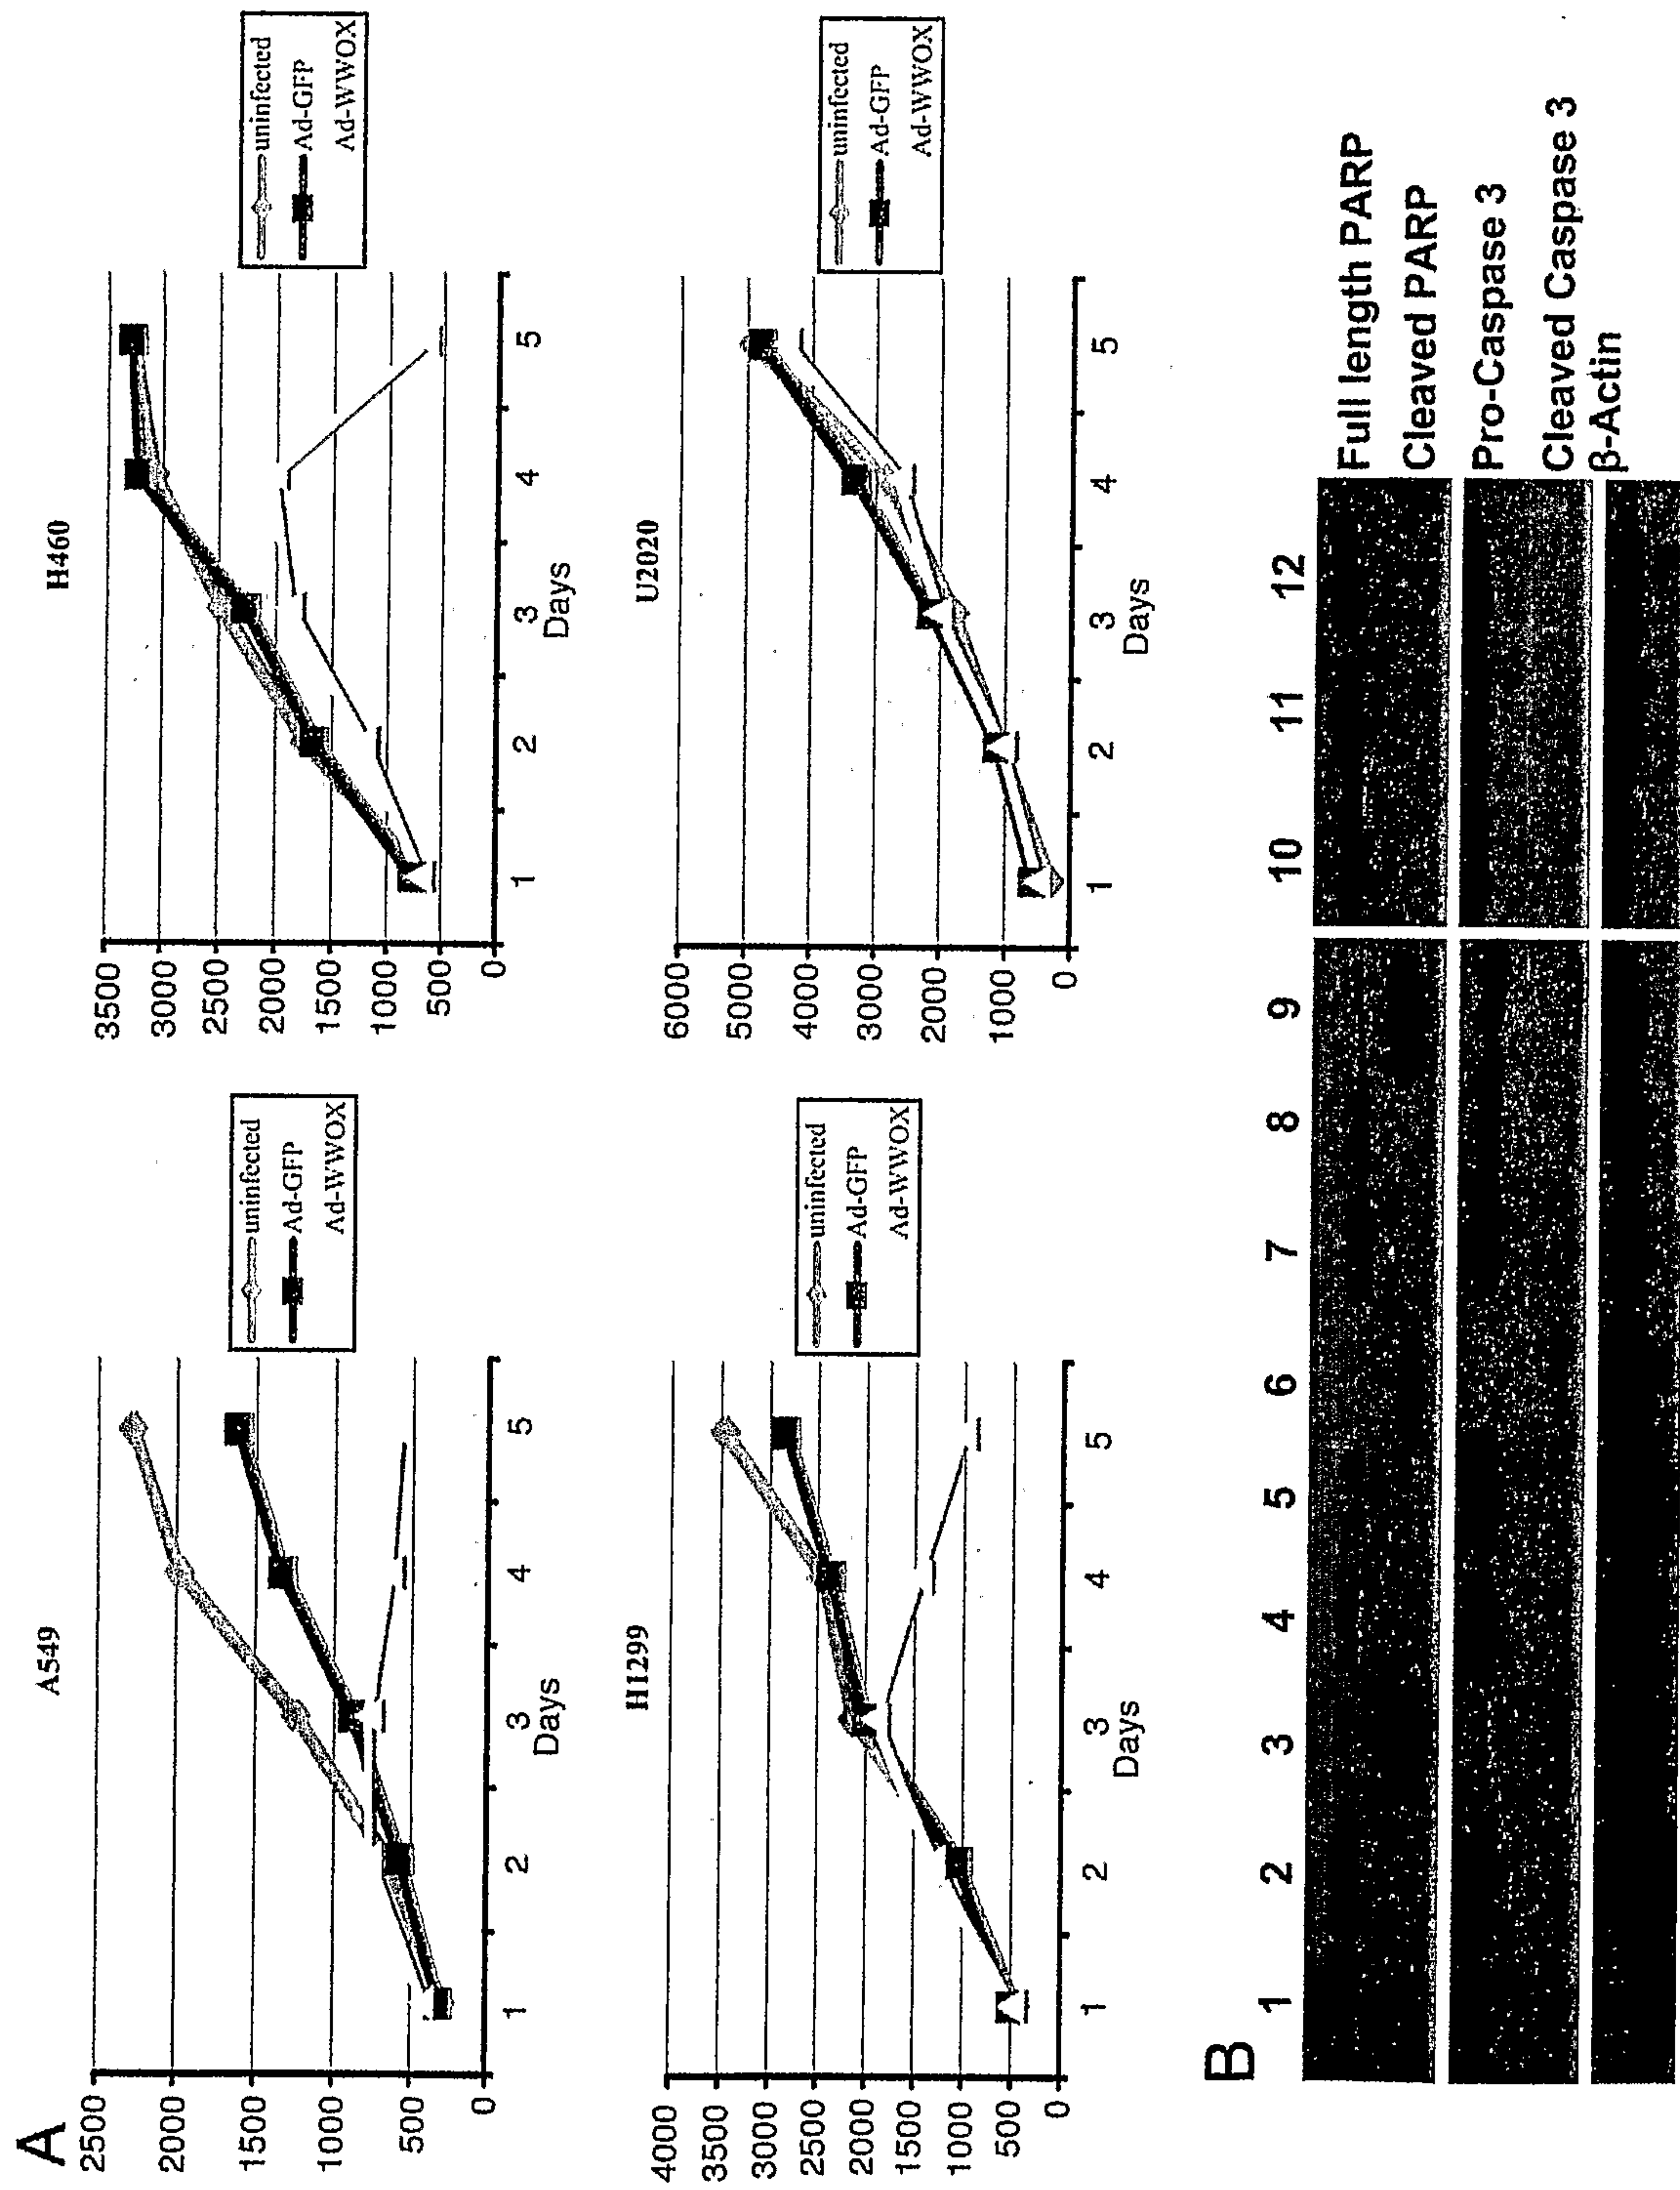 A
A549
2500
2000
1500
1000
500
0
1 2 3 4 5
Days
uninfected
Ad-GFP
Ad-WWOX
H460
3500
3000
2500
2000
1500
1000
500
0
1 2 3 4 5
Days
uninfected
Ad-GFP
Ad-WWOX
H1299
4000
3500
3000
2500
2000
1500
1000
500
0
1 2 3 4 5
Days
uninfected
Ad-GFP
Ad-WWOX
U2020
6000
5000
4000
3000
2000
1000
0
1 2 3 4 5
Days
uninfected
Ad-GFP
Ad-WWOX
B
1 2 3 4 5 6 7 8 9 10 11 12
Full length PARP
Cleaved PARP
Pro-Caspase 3
Cleaved Caspase 3
β-Actin